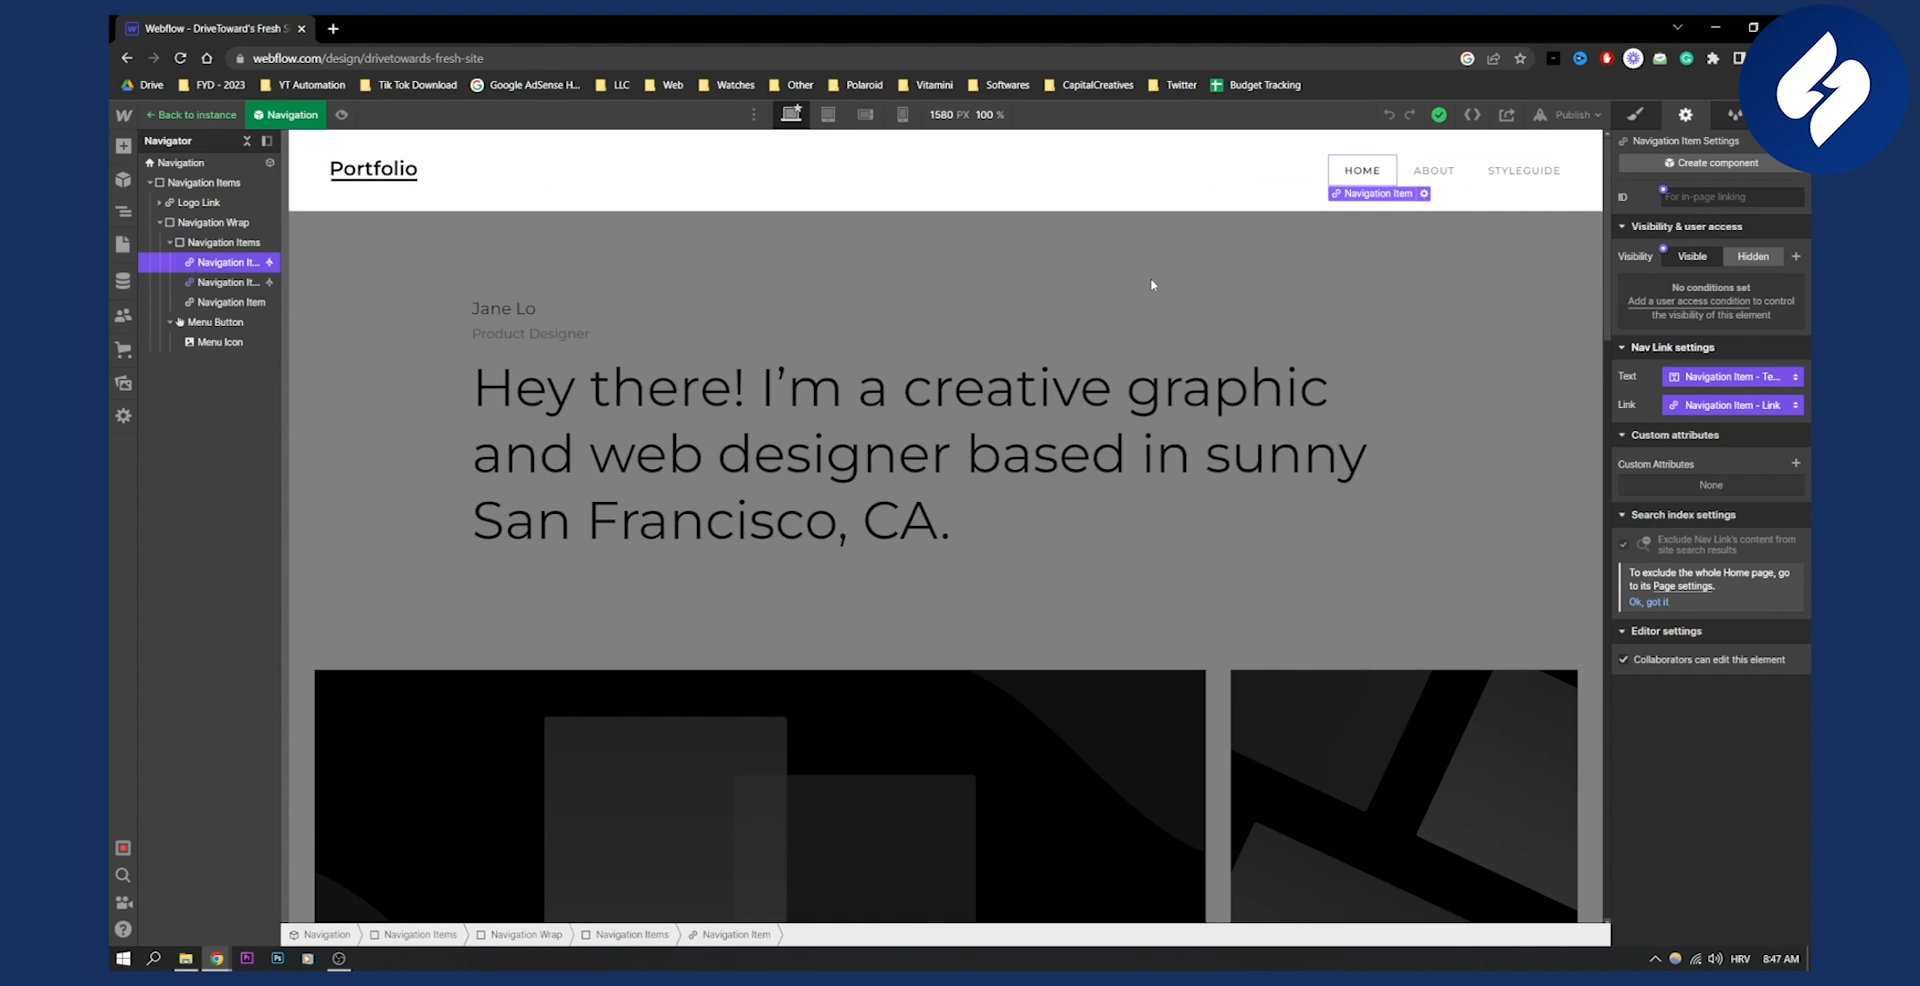 Webflow - DriveToward's Fresh S
webflow.com/design/drivetowards-fresh-site
Drive
FYD - 2023
YT Automation
Tik Tok Download
Google AdSense H...
LLC
Web
Watches
Other
Polaroid
Vitamini
Softwares
CapitalCreatives
Twitter
Budget Tracking
← Back to instance
Navigation
1580 PX 100 %
Publish
Navigator
Navigation
Navigation Items
Logo Link
Navigation Wrap
Navigation Items
Navigation It...
Navigation It...
Navigation Item
Menu Button
Menu Icon
Portfolio
HOME
ABOUT
STYLEGUIDE
Navigation Item
Jane Lo
Product Designer
Hey there! I'm a creative graphic
and web designer based in sunny
San Francisco, CA.
Navigation Item Settings
Create component
ID
For in-page linking
Visibility & user access
Visibility
Visible
Hidden
No conditions set
Add a user access condition to control
the visibility of this element
Nav Link settings
Text
Navigation Item - Te...
Link
Navigation Item - Link
Custom attributes
Custom Attributes
None
Search index settings
Exclude Nav Link's content from
site search results
To exclude the whole Home page, go
to its Page settings.
Ok, got it
Editor settings
Collaborators can edit this element
Navigation
Navigation Items
Navigation Wrap
Navigation Items
Navigation Item
Pr
Ps
HRV
8:47 AM